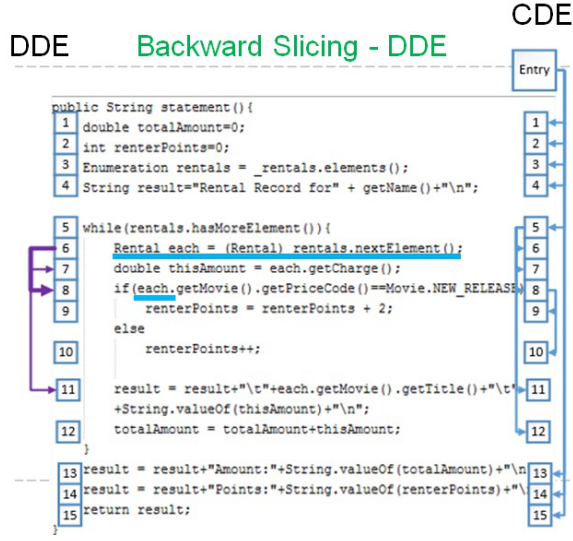 CDE
DDE
Backward Slicing - DDE
Entry
public String statement(){
1 double totalAmount=0; 1
2 int renterPoints=0; 2
3 Enumeration rentals = _rentals.elements(); 3
4 String result="Rental Record for" + getName()+"\n"; 4
5 while(rentals.hasMoreElement()){ 5
6 Rental each = (Rental) rentals.nextElement(); 6
7 double thisAmount = each.getCharge(); 7
8 if(each.getMovie().getPriceCode()==Movie.NEW_RELEASE) 8
9 renterPoints = renterPoints + 2; 9
else
10 renterPoints++; 10
11 result = result+"\t"+each.getMovie().getTitle()+"\t" 11
+String.valueOf(thisAmount)+"\n";
12 totalAmount = totalAmount+thisAmount; 12
}
13 result = result+"Amount:"+String.valueOf(totalAmount)+"\n 13
14 result = result+"Points:"+String.valueOf(renterPoints)+"\ 14
15 return result; 15
}